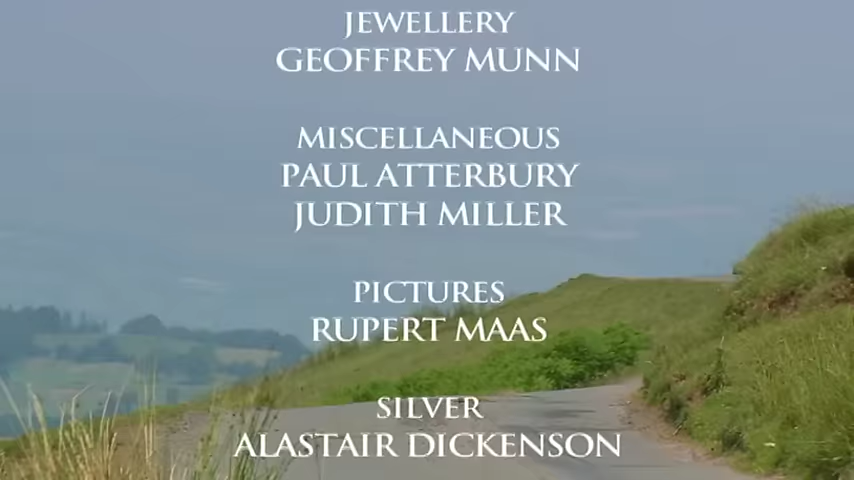 JEWELLERY
GEOFFREY MUNN
MISCELLANEOUS
PAUL ATTERBURY
JUDITH MILLER
PICTURES
RUPERT MAAS
SILVER
ALASTAIR DICKENSON